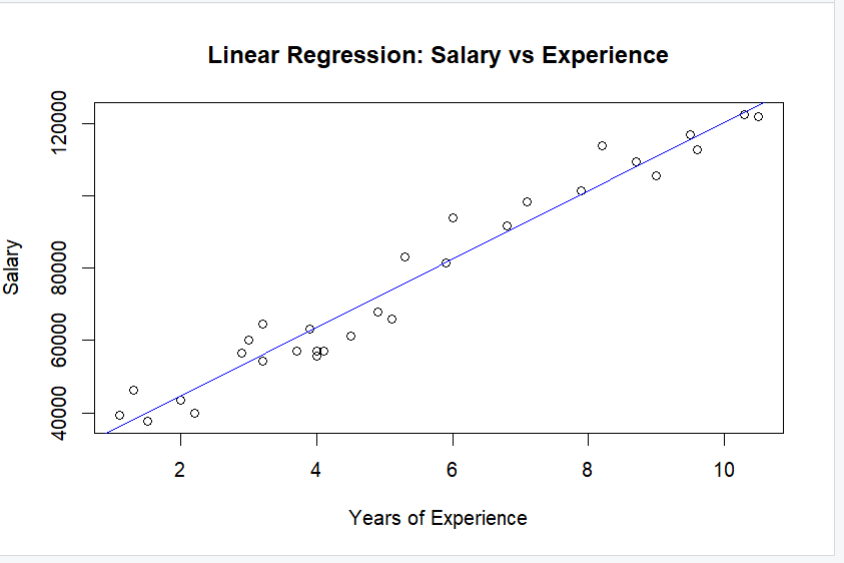 Linear Regression: Salary vs Experience
120000
80000
60000
40000
Salary
2 4 6 8 10
Years of Experience